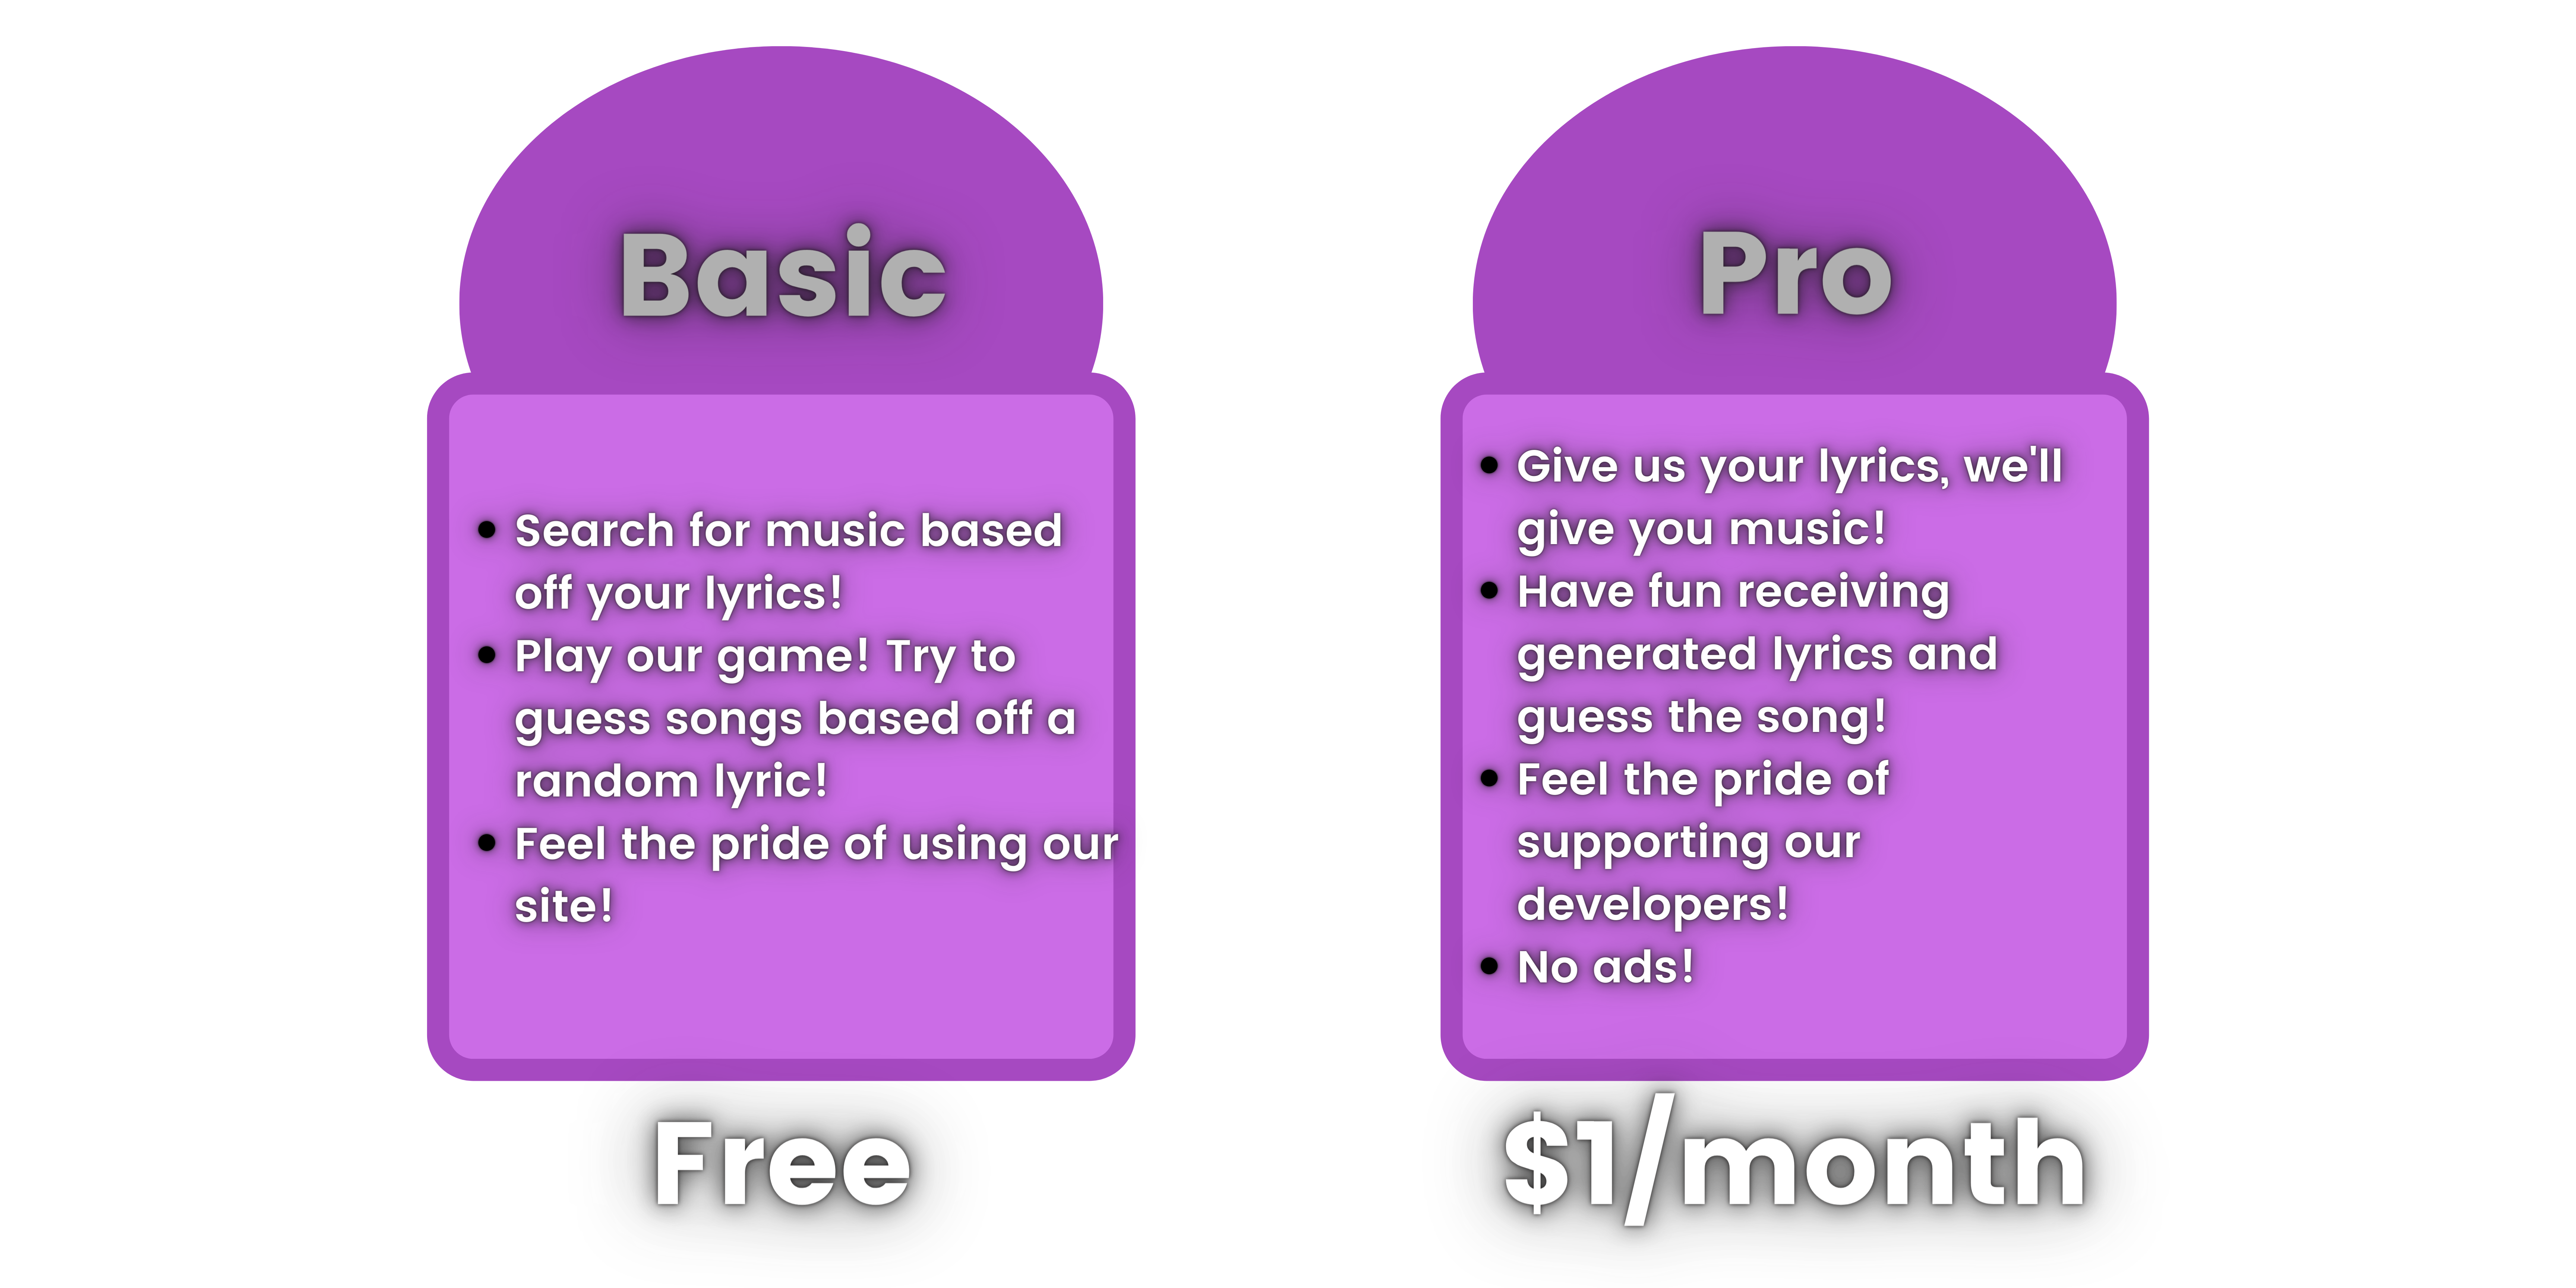 Basic
Search for music based
off your lyrics!
Play our game! Try to
guess songs based off a
random lyric!
Feel the pride of using our
site!
Free
Pro
Give us your lyrics, we'll
give you music!
Have fun receiving
generated lyrics and
guess the song!
Feel the pride of
supporting our
developers!
No ads!
$1/month